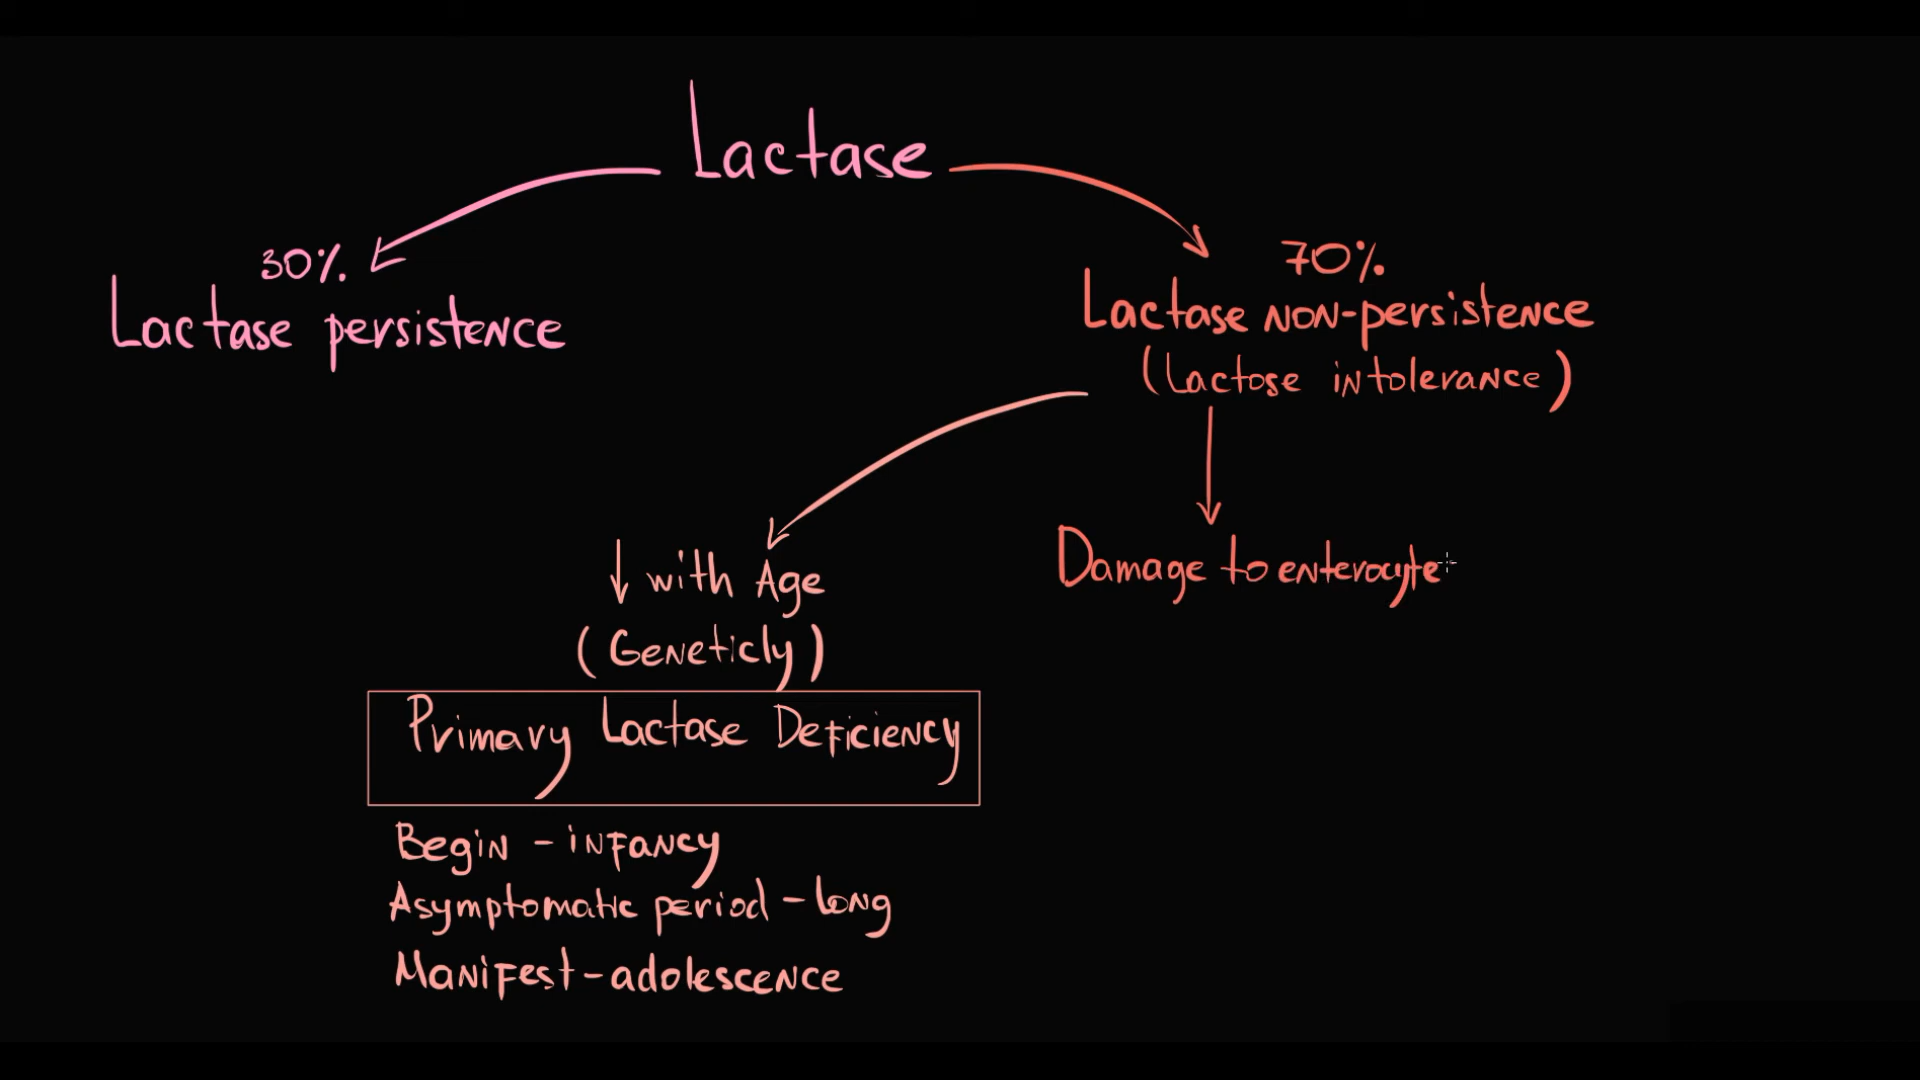 Lactase
30%
Lactase persistence
70%
Lactase non-persistence
(Lactose intolerance)
↓ with Age
(Geneticly)
Primary Lactase Deficiency
Begin - infancy
Asymptomatic period - long
Manifest - adolescence
Damage to enterocyte